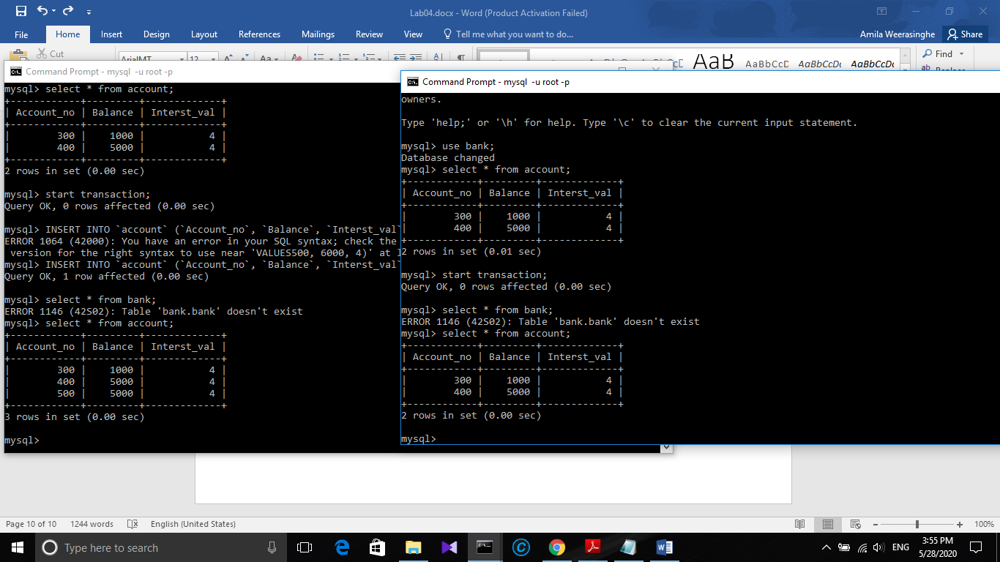 Lab04.docx - Word (Product Activation Failed)
File Home Insert Design Layout References Mailings Review View Tell me what you want to do... Amila Weerasinghe Share
Cut
ArialMT 12 Find
AaB AaBbCcD AaBbCcDc AaBbCcDc
Command Prompt - mysql -u root -p
mysql> select * from account;
+------------+---------+-------------+
| Account_no | Balance | Interst_val |
+------------+---------+-------------+
| 300 | 1000 | 4 |
| 400 | 5000 | 4 |
+------------+---------+-------------+
2 rows in set (0.00 sec)
mysql> start transaction;
Query OK, 0 rows affected (0.00 sec)
mysql> INSERT INTO `account` (`Account_no`, `Balance`, `Interst_val`
ERROR 1064 (42000): You have an error in your SQL syntax; check the
version for the right syntax to use near 'VALUES500, 6000, 4)' at
mysql> INSERT INTO `account` (`Account_no`, `Balance`, `Interst_val`
Query OK, 1 row affected (0.00 sec)
mysql> select * from bank;
ERROR 1146 (42S02): Table 'bank.bank' doesn't exist
mysql> select * from account;
+------------+---------+-------------+
| Account_no | Balance | Interst_val |
+------------+---------+-------------+
| 300 | 1000 | 4 |
| 400 | 5000 | 4 |
| 500 | 5000 | 4 |
+------------+---------+-------------+
3 rows in set (0.00 sec)
mysql>
Command Prompt - mysql -u root -p
owners.
Type 'help;' or '\h' for help. Type '\c' to clear the current input statement.
mysql> use bank;
Database changed
mysql> select * from account;
+------------+---------+-------------+
| Account_no | Balance | Interst_val |
+------------+---------+-------------+
| 300 | 1000 | 4 |
| 400 | 5000 | 4 |
+------------+---------+-------------+
2 rows in set (0.01 sec)
mysql> start transaction;
Query OK, 0 rows affected (0.00 sec)
mysql> select * from bank;
ERROR 1146 (42S02): Table 'bank.bank' doesn't exist
mysql> select * from account;
+------------+---------+-------------+
| Account_no | Balance | Interst_val |
+------------+---------+-------------+
| 300 | 1000 | 4 |
| 400 | 5000 | 4 |
+------------+---------+-------------+
2 rows in set (0.00 sec)
mysql>
Page 10 of 10 1244 words English (United States) 100%
Type here to search ENG 3:55 PM
5/28/2020